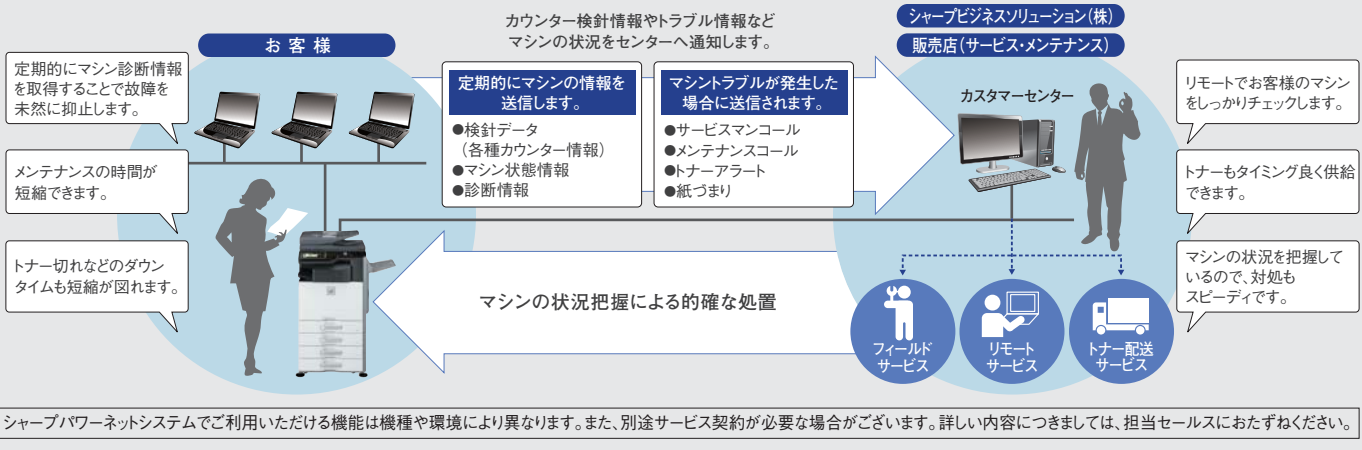 カウンター検針情報やトラブル情報など
マシンの状況をセンターへ通知します。
お客様
定期的にマシン診断情報
を取得することで故障を
未然に抑止します。
メンテナンスの時間が
短縮できます。
トナー切れなどのダウン
タイムも短縮が図れます。
定期的にマシンの情報を
送信します。
●検針データ
（各種カウンター情報）
●マシン状態情報
●診断情報
マシントラブルが発生した
場合に送信されます。
●サービスマンコール
●メンテナンスコール
●トナーアラート
●紙づまり
シャープビジネスソリューション（株）
販売店（サービス・メンテナンス）
カスタマーセンター
リモートでお客様のマシン
をしっかりチェックします。
トナーもタイミング良く供給
できます。
マシンの状況を把握して
いるので、対処も
スピーディです。
マシンの状況把握による的確な処置
フィールド
サービス
リモート
サービス
トナー配送
サービス
シャープパワーネットシステムでご利用いただける機能は機種や環境により異なります。また、別途サービス契約が必要な場合がございます。詳しい内容につきましては、担当セールスにおたずねください。